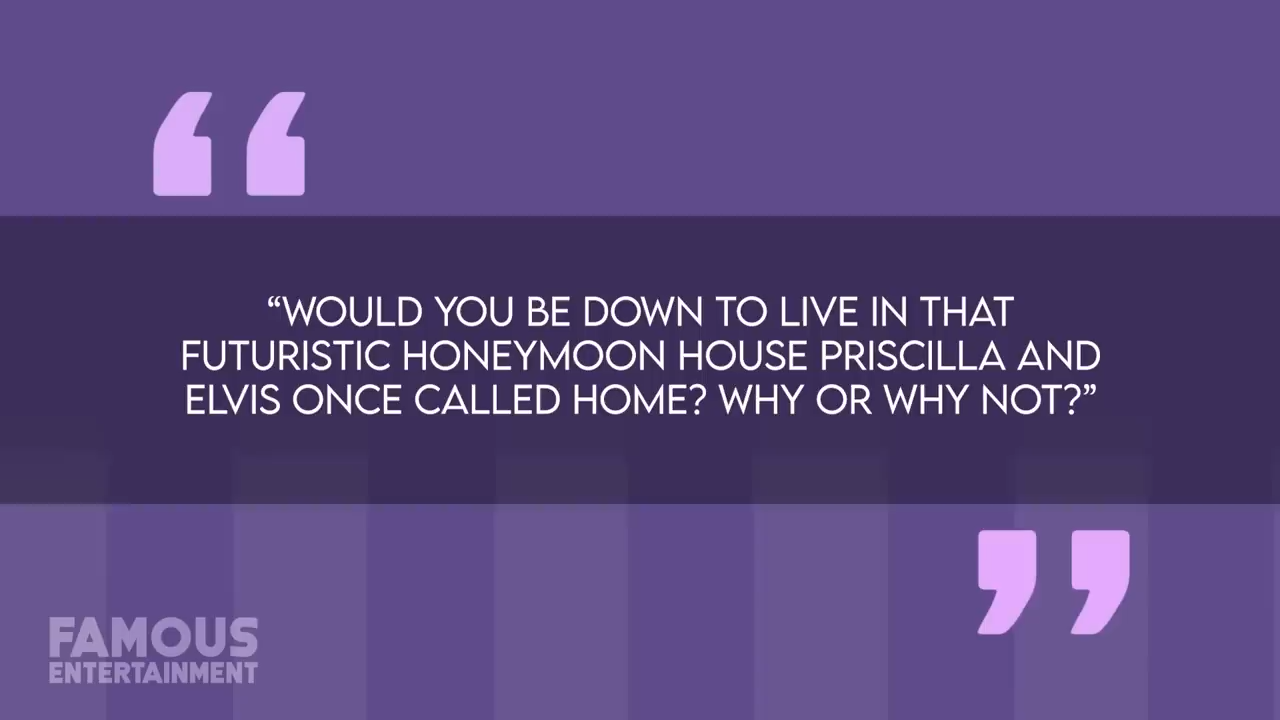 “WOULD YOU BE DOWN TO LIVE IN THAT
FUTURISTIC HONEYMOON HOUSE PRISCILLA AND
ELVIS ONCE CALLED HOME? WHY OR WHY NOT?”
FAMOUS
ENTERTAINMENT